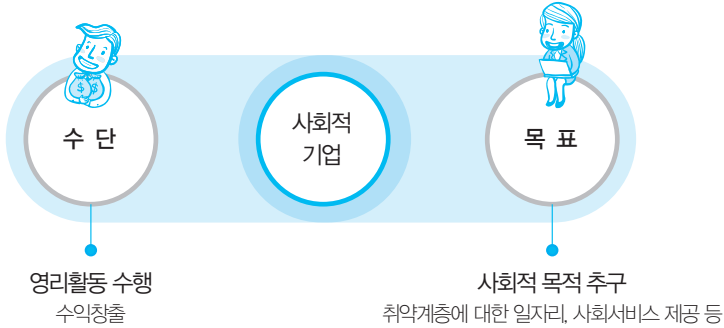 수 단
사회적
기업
목 표
영리활동 수행
수익창출
사회적 목적 추구
취약계층에 대한 일자리, 사회서비스 제공 등
$ $